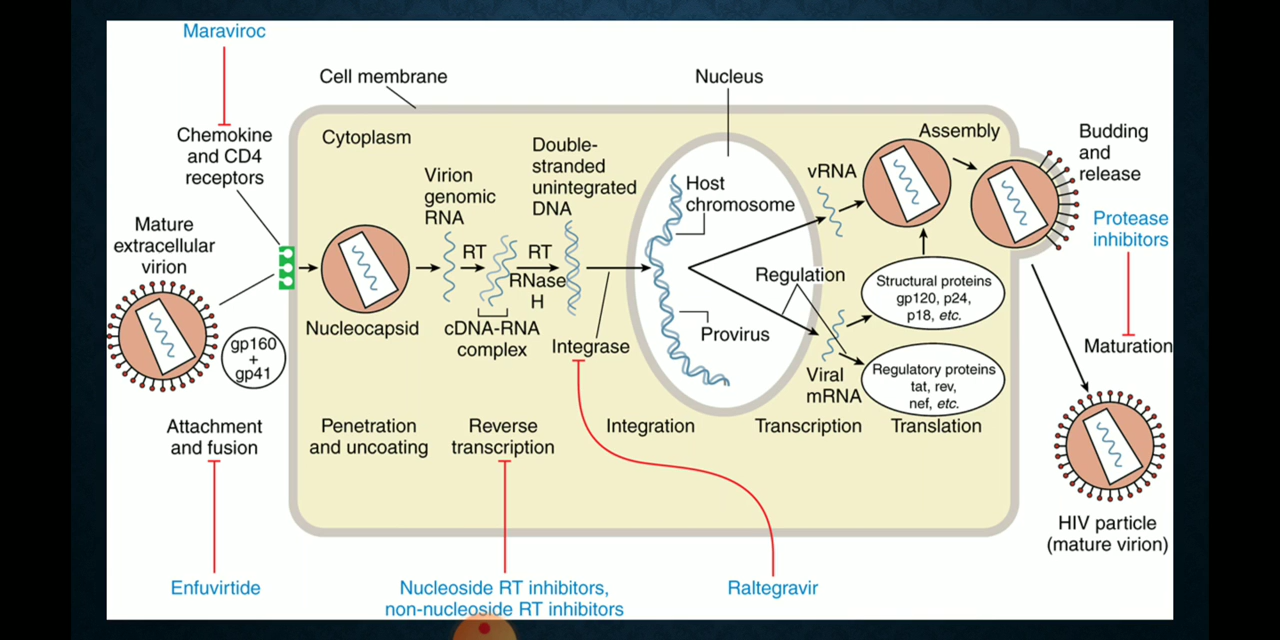 Maraviroc
Cell membrane
Nucleus
Chemokine
and CD4
receptors
Cytoplasm
Double-
stranded
unintegrated
DNA
Virion
genomic
RNA
Host
chromosome
vRNA
Assembly
Budding
and
release
Protease
inhibitors
Mature
extracellular
virion
RT
RT
RNase
H
Regulation
Structural proteins
gp120, p24,
p18, etc.
Nucleocapsid
cDNA-RNA
complex
Integrase
Provirus
Maturation
gp160
+
gp41
Viral
mRNA
Regulatory proteins
tat, rev,
nef, etc.
Attachment
and fusion
Penetration
and uncoating
Reverse
transcription
Integration
Transcription
Translation
HIV particle
(mature virion)
Enfuvirtide
Nucleoside RT inhibitors,
non-nucleoside RT inhibitors
Raltegravir